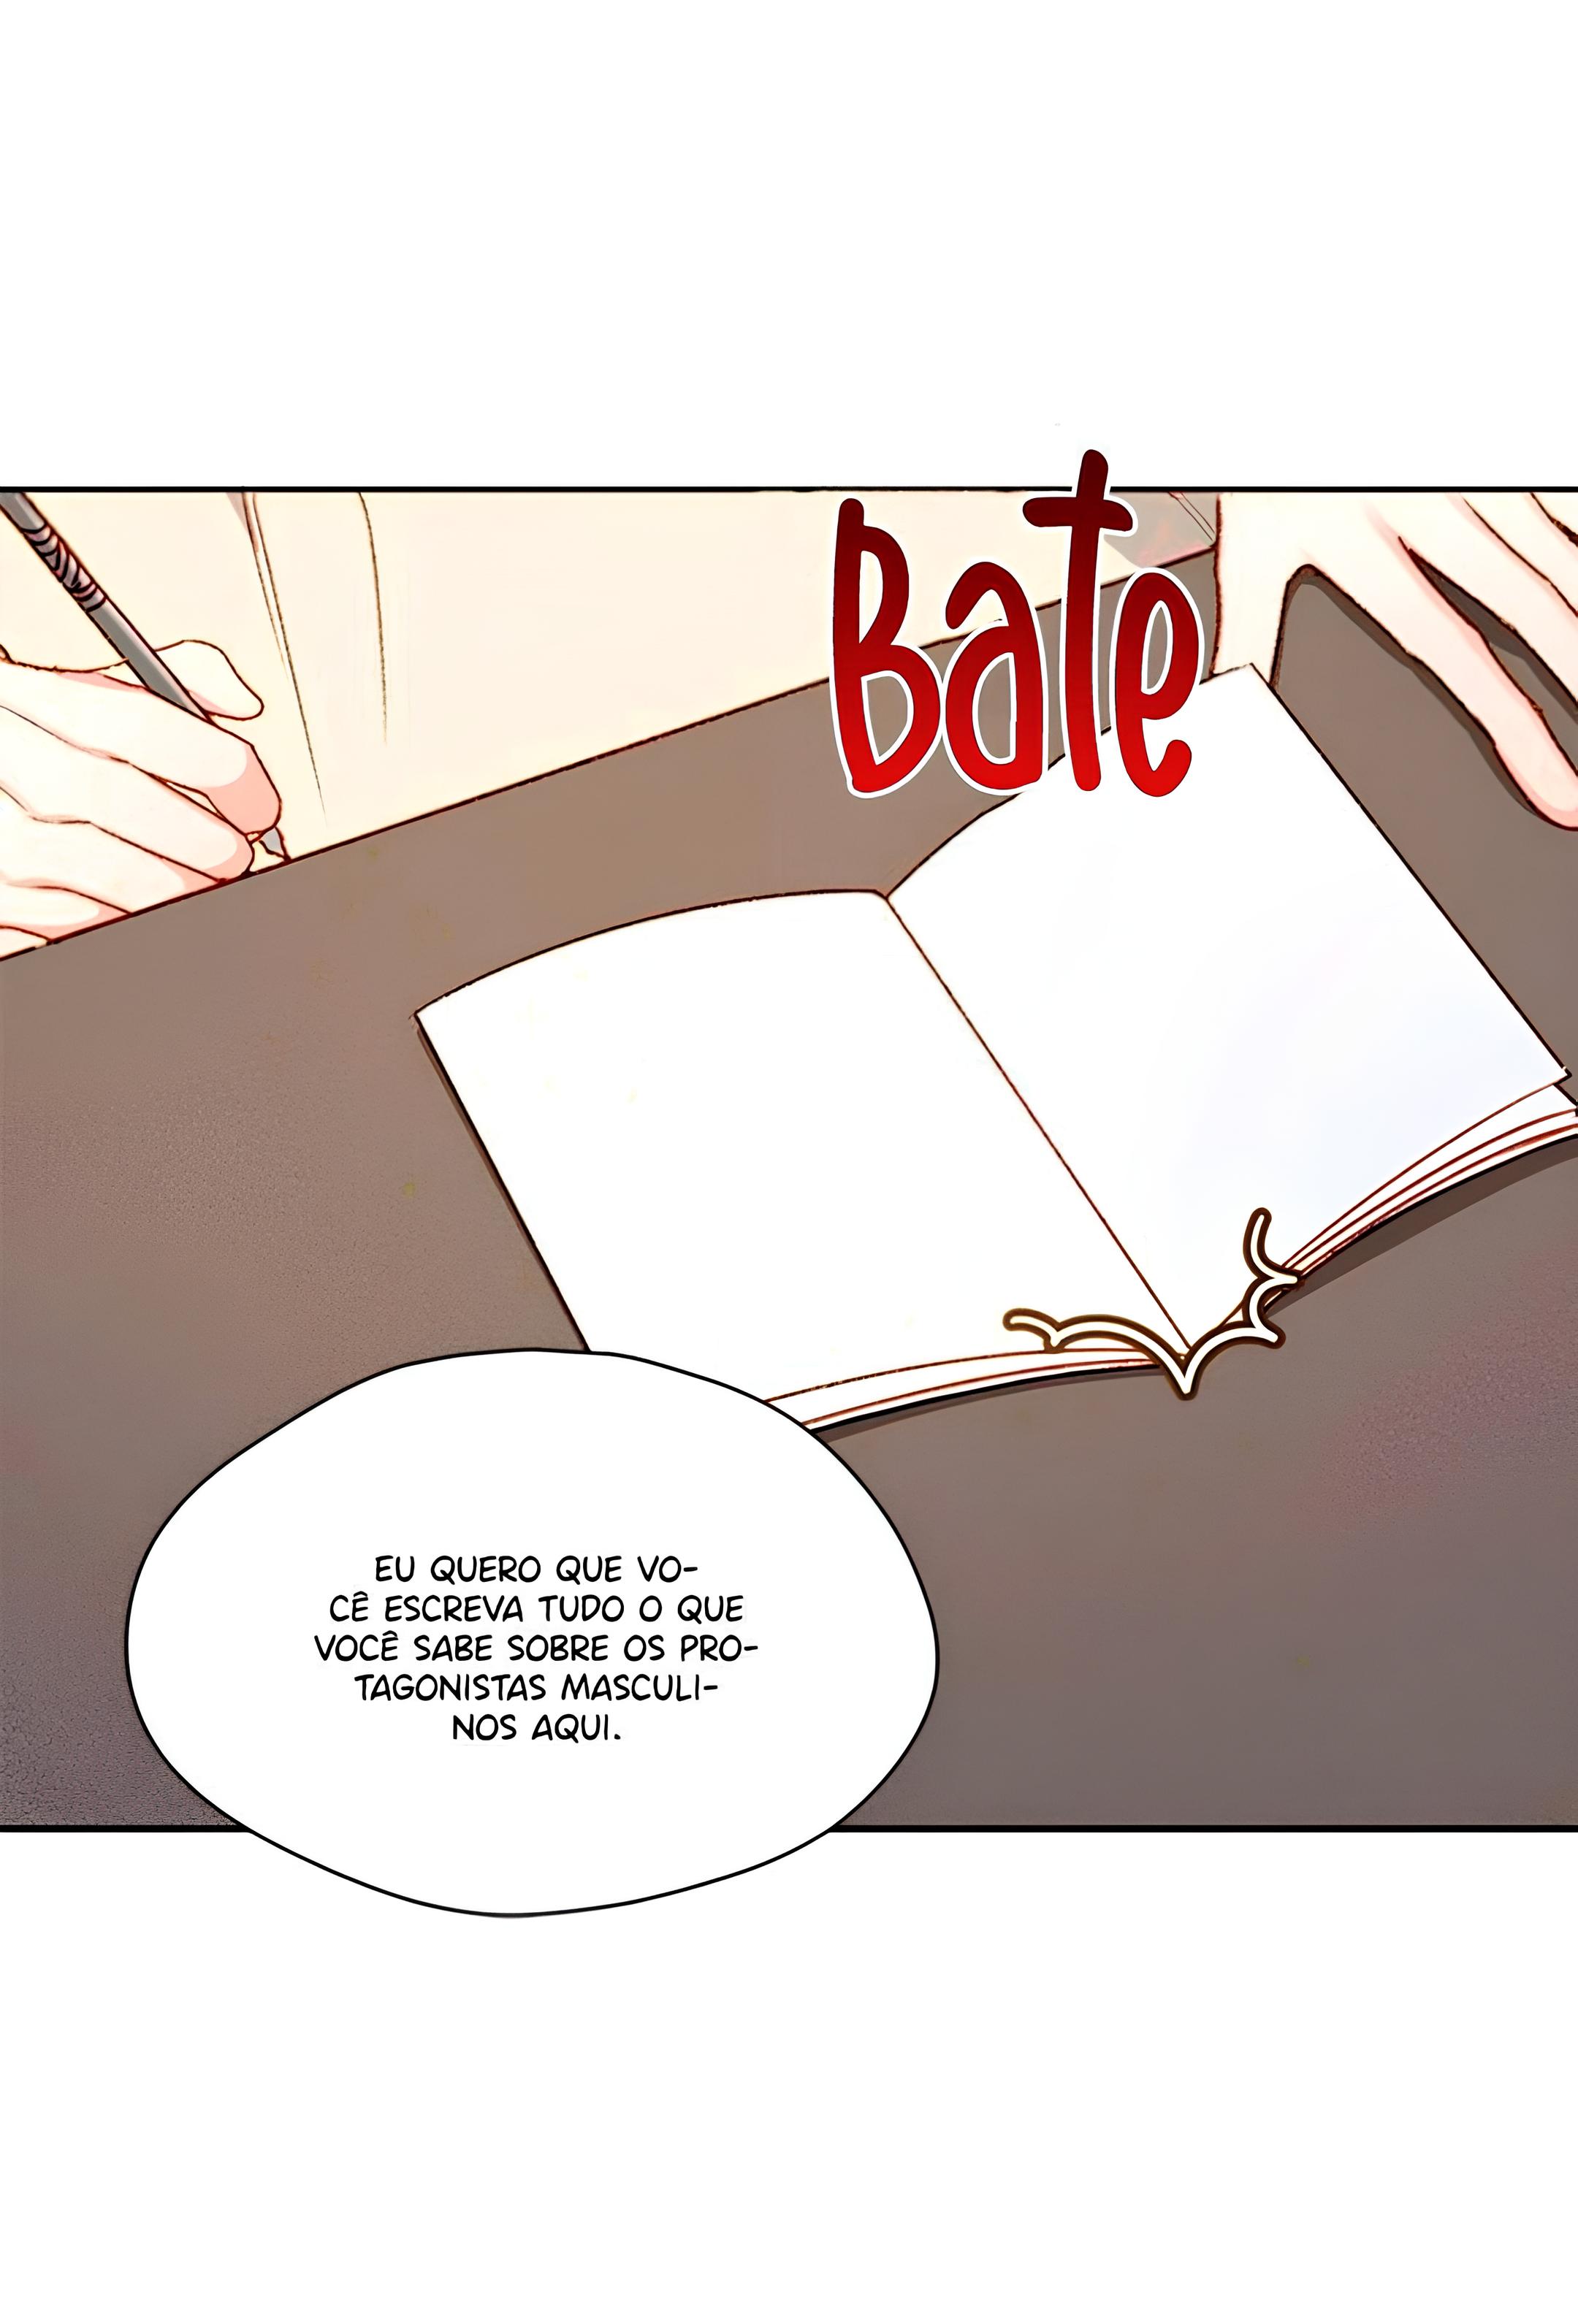 Bate
EU QUERO QUE VO-
CÊ ESCREVA TUDO O QUE
VOCÊ SABE SOBRE OS PRO-
TAGONISTAS MASCULI-
NOS AQUI.